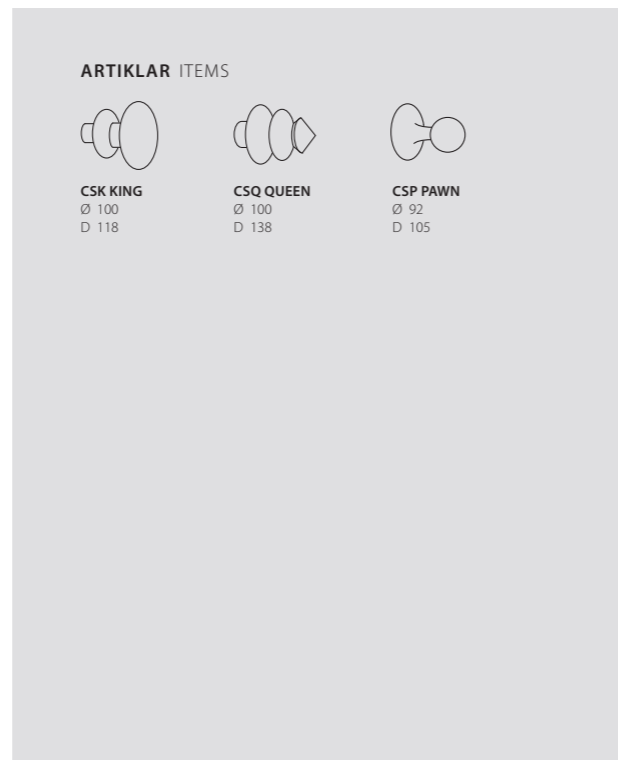 ARTIKLAR ITEMS
CSK KING
Ø 100
D 118
CSQ QUEEN
Ø 100
D 138
CSP PAWN
Ø 92
D 105